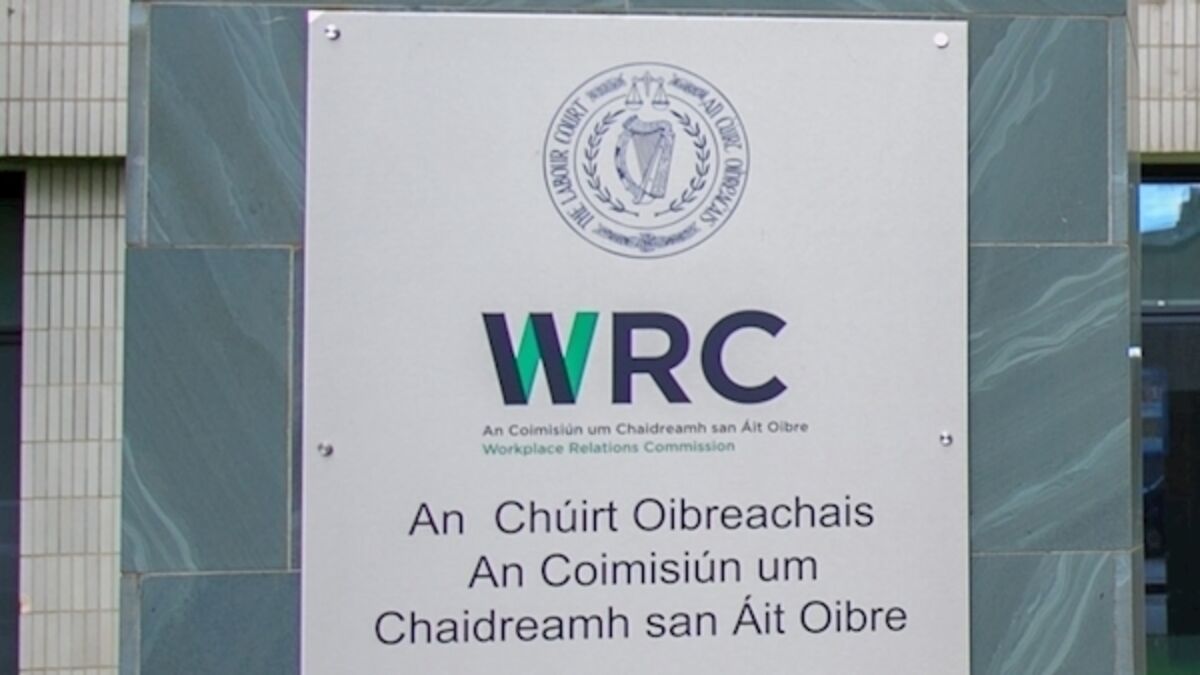 THE LABOUR COURT
AN CHÚIRT OIBREACHAIS
WRC
An Coimisiún um Chaidreamh san Áit Oibre
Workplace Relations Commission
An Chúirt Oibreachais
An Coimisiún um
Chaidreamh san Áit Oibre